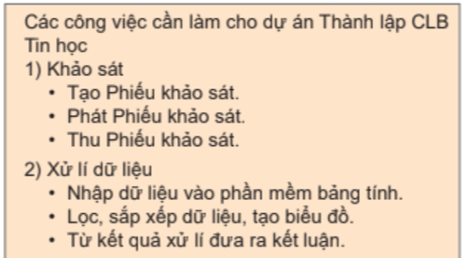 Các công việc cần làm cho dự án Thành lập CLB
Tin học
1) Khảo sát
• Tạo Phiếu khảo sát.
• Phát Phiếu khảo sát.
• Thu Phiếu khảo sát.
2) Xử lí dữ liệu
• Nhập dữ liệu vào phần mềm bảng tính.
• Lọc, sắp xếp dữ liệu, tạo biểu đồ.
• Từ kết quả xử lí đưa ra kết luận.